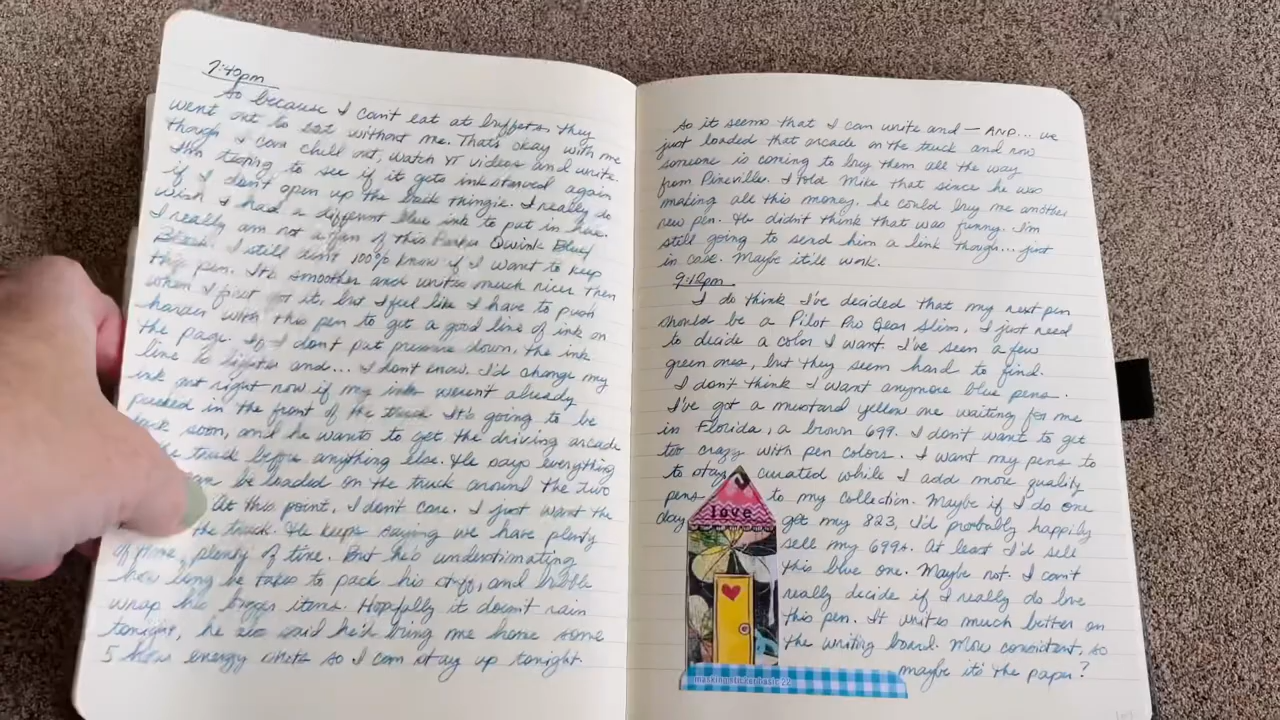 7:40pm
So because I can't eat at buffets they
went out to eat without me. That's okay with me
though I can chill out, watch YT videos and write.
I'm trying to see if it gets ink starved again
if I don't open up the back thingie. I really do
wish I had a different blue ink to put in here.
I really am not a fan of this Parker Quink Blue
Black. I still don't 100% know if I want to keep
this pen. It's smoother and writes much nicer then
when I first got it, but I feel like I have to push
harder with this pen to get a good line of ink on
the page. If I don't put pressure down, the ink
line is lighter and... I don't know. I'd change my
ink out right now if my inks weren't already
packed in the front of the truck. It's going to be
dark soon, and he wants to get the driving arcade
truck before anything else. He says everything
be loaded on the truck around the two
At this point, I don't care. I just want the
the truck. He keeps saying we have plenty
of time, plenty of time. But he's underestimating
how long he takes to pack his stuff, and bubble
wrap his bigger items. Hopfully it doesn't rain
tonight, he said he'd bring me home some
5 hour energy shots so I can stay up tonight.
So it seems that I can write and — AND... we
just loaded that arcade on the truck and now
someone is coming to buy them all the way
from Pineville. I told Mike that since he was
making all this money, he could buy me another
new pen. He didn't think that was funny. I'm
still going to send him a link though... just
in case. Maybe it'll work.
9:12pm
I do think I've decided that my next pen
should be a Pilot Pro Gear Slim. I just need
to decide a color I want. I've seen a few
green ones, but they seem hard to find.
I don't think I want anymore blue pens.
I've got a mustard yellow one waiting for me
in Florida, a brown 699. I don't want to get
too crazy with pen colors. I want my pens to
to stay curated while I add more quality
pens to my collection. Maybe if I do one
day get my 823, I'd probably happily
sell my 699s. At least I'd sell
this blue one. Maybe not. I can't
really decide if I really do love
this pen. It writes much better on
the writing board. More consistent, so
maybe it's the paper?
love
masking sticker basic 22